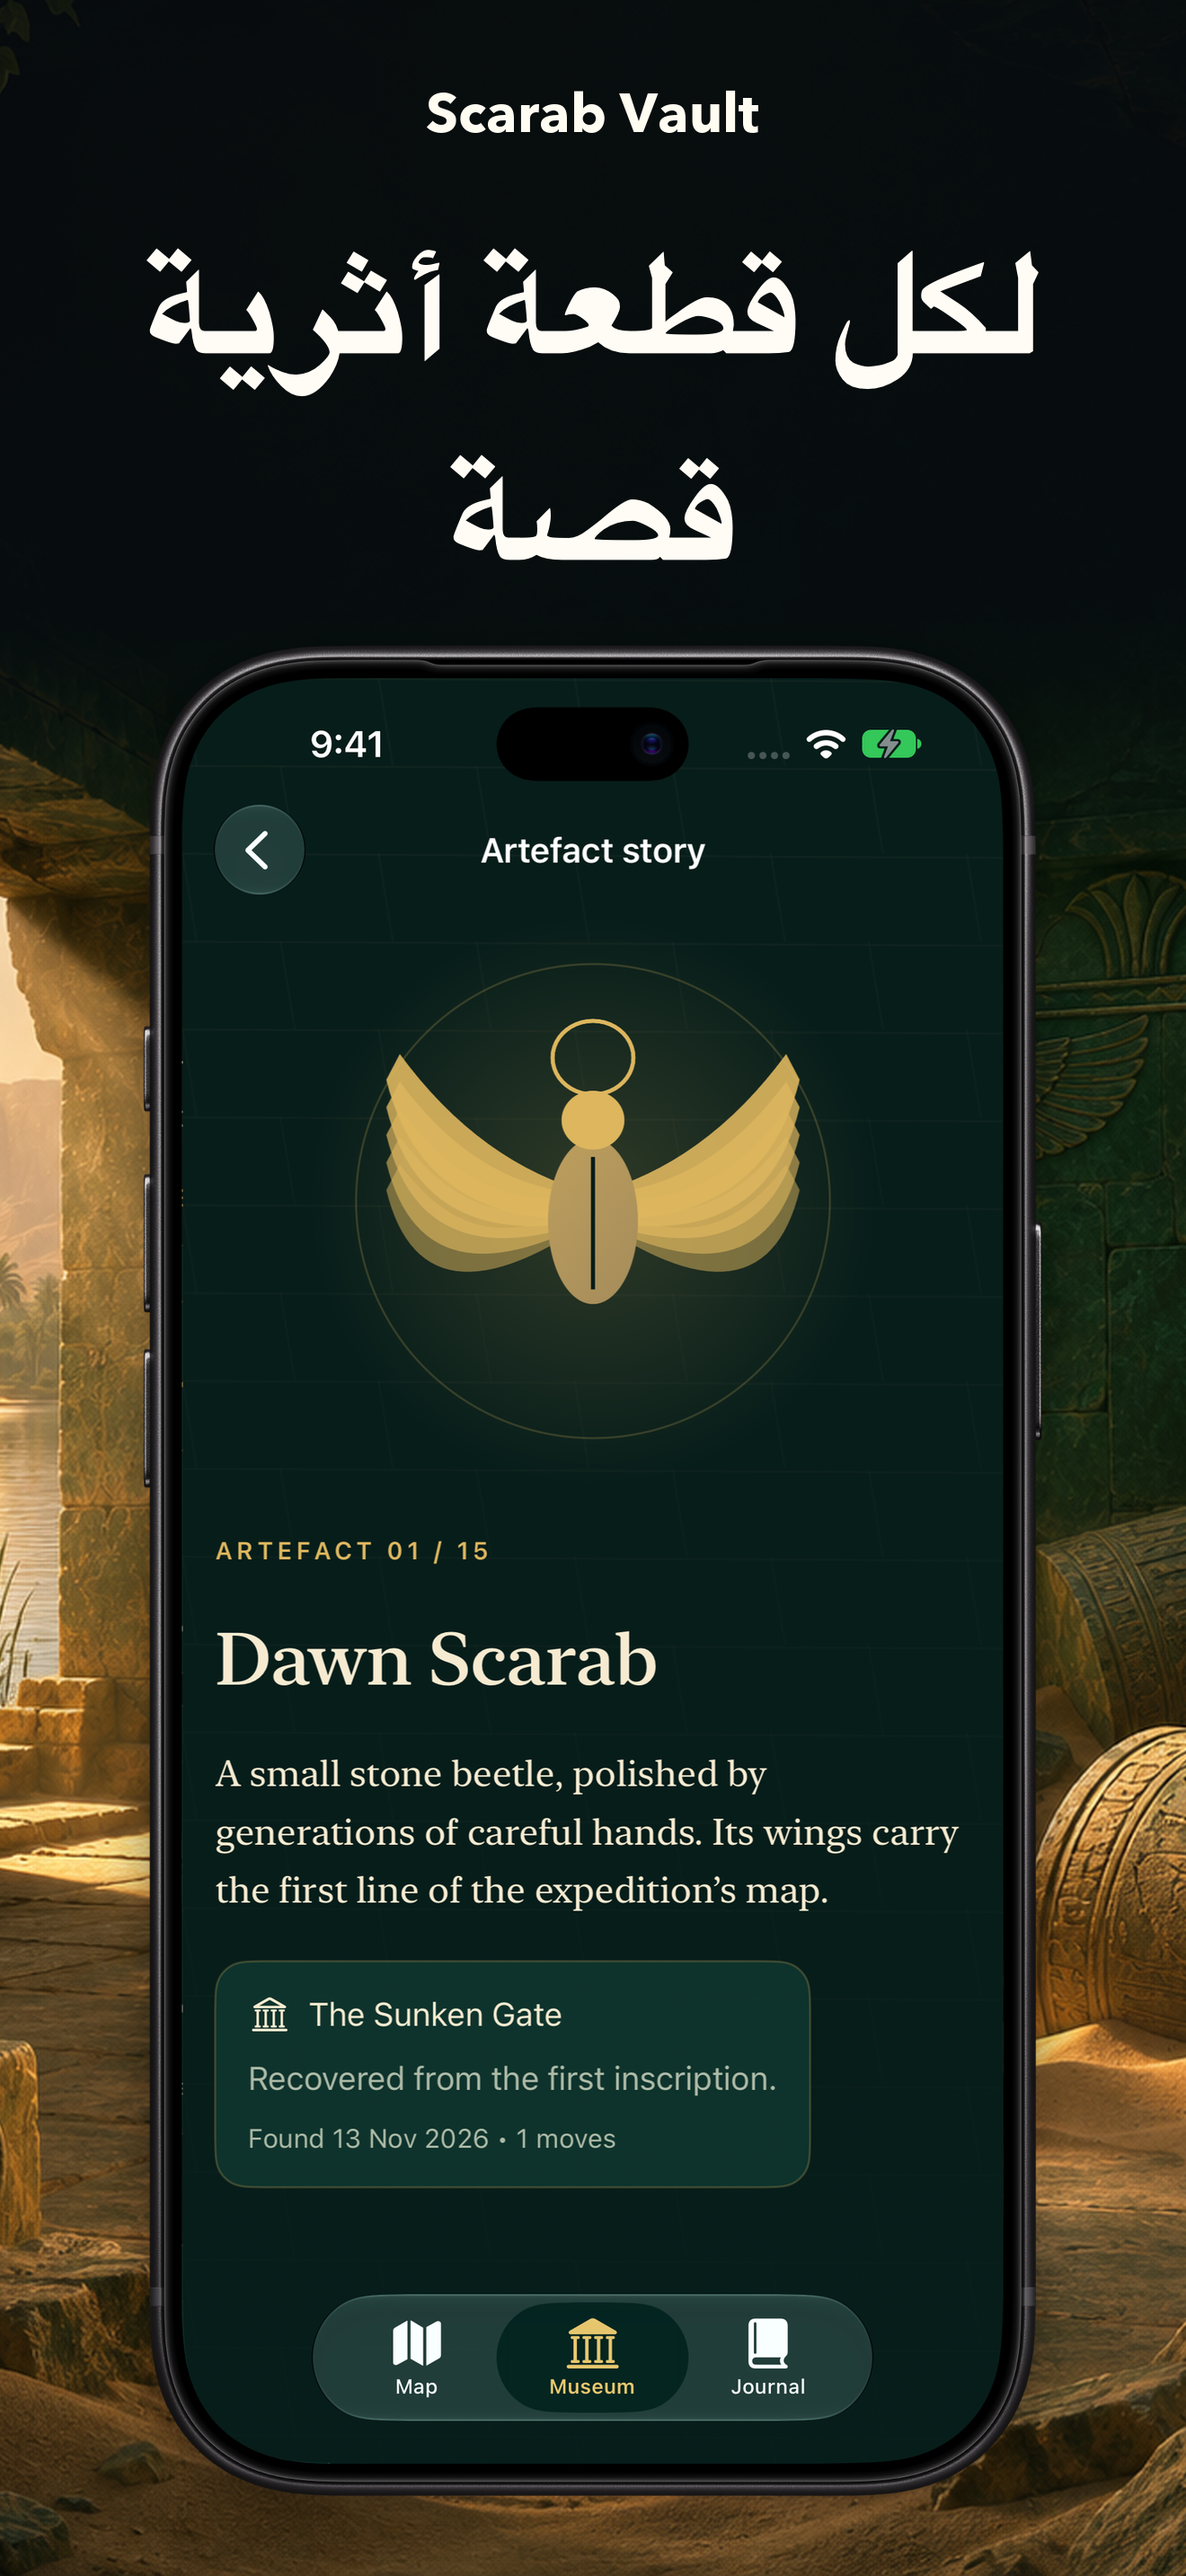 Scarab Vault
لكل قطعة أثرية
قصة
9:41
Artefact story
ARTEFACT 01 / 15
Dawn Scarab
A small stone beetle, polished by
generations of careful hands. Its wings carry
the first line of the expedition’s map.
The Sunken Gate
Recovered from the first inscription.
Found 13 Nov 2026 • 1 moves
Map
Museum
Journal